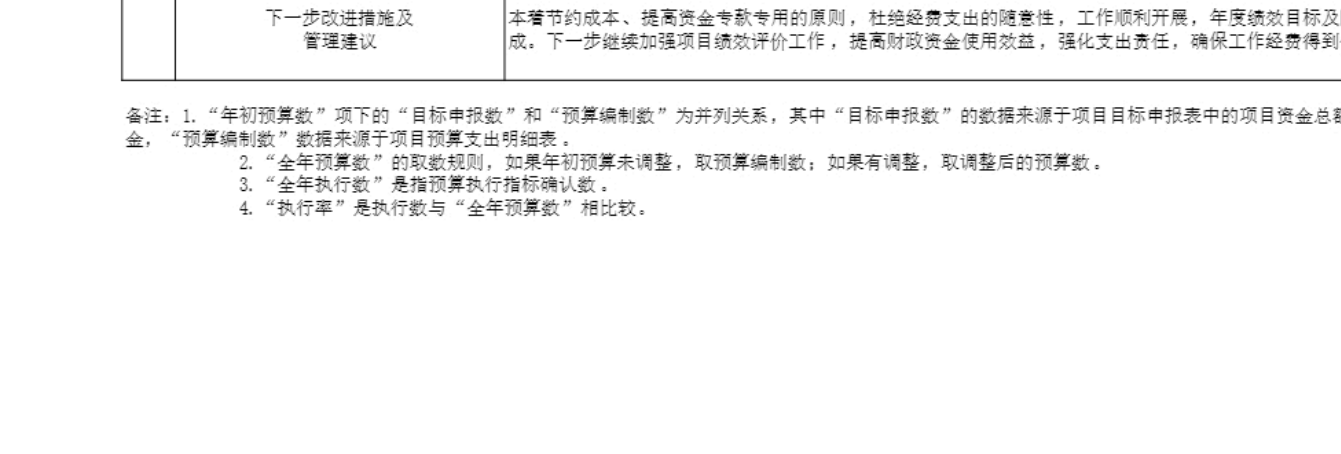 下一步改进措施及
管理建议
本着节约成本、提高资金专款专用的原则，杜绝经费支出的随意性，工作顺利开展，年度绩效目标及
成。下一步继续加强项目绩效评价工作，提高财政资金使用效益，强化支出责任，确保工作经费得到
备注：1.“年初预算数”项下的“目标申报数”和“预算编制数”为并列关系，其中“目标申报数”的数据来源于项目目标申报表中的项目资金总额
金，“预算编制数”数据来源于项目预算支出明细表。
2.“全年预算数”的取数规则，如果年初预算未调整，取预算编制数；如果有调整，取调整后的预算数。
3.“全年执行数”是指预算执行指标确认数。
4.“执行率”是执行数与“全年预算数”相比较。